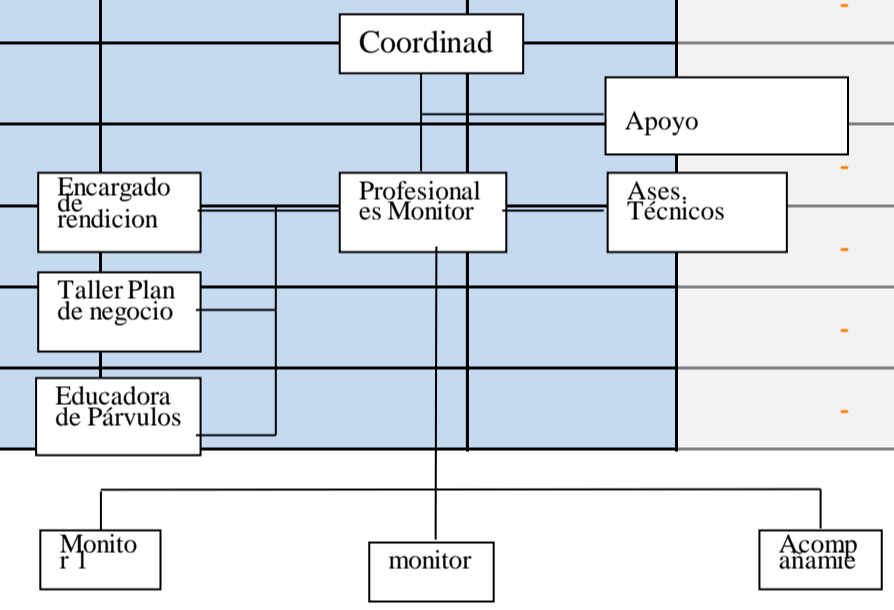 Coordinad
Apoyo
Encargado
de
rendicion
Profesional
es Monitor
Ases.
Técnicos
Taller Plan
de negocio
Educadora
de Párvulos
Monito
r 1
monitor
Acomp
añamie
-
-
-
-
-